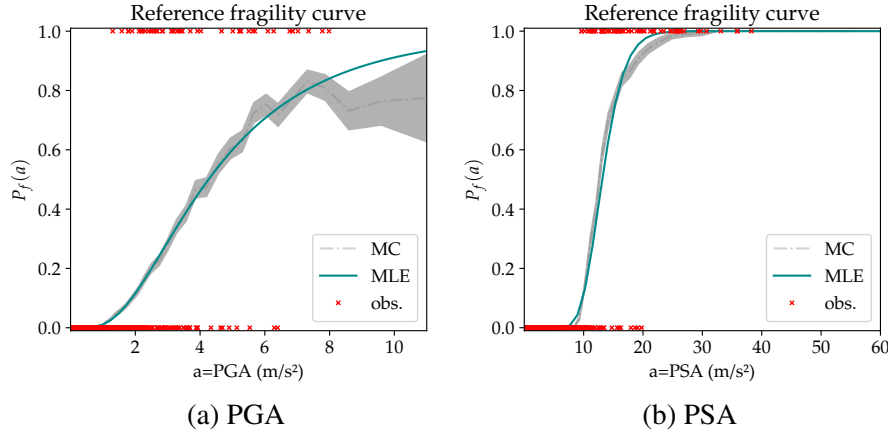 Reference fragility curve
1.0
0.8
0.6
0.4
0.2
0.0
P_f(a)
MC
MLE
obs.
2 4 6 8 10
a=PGA (m/s²)
(a) PGA
Reference fragility curve
1.0
0.8
0.6
0.4
0.2
0.0
P_f(a)
MC
MLE
obs.
10 20 30 40 50 60
a=PSA (m/s²)
(b) PSA